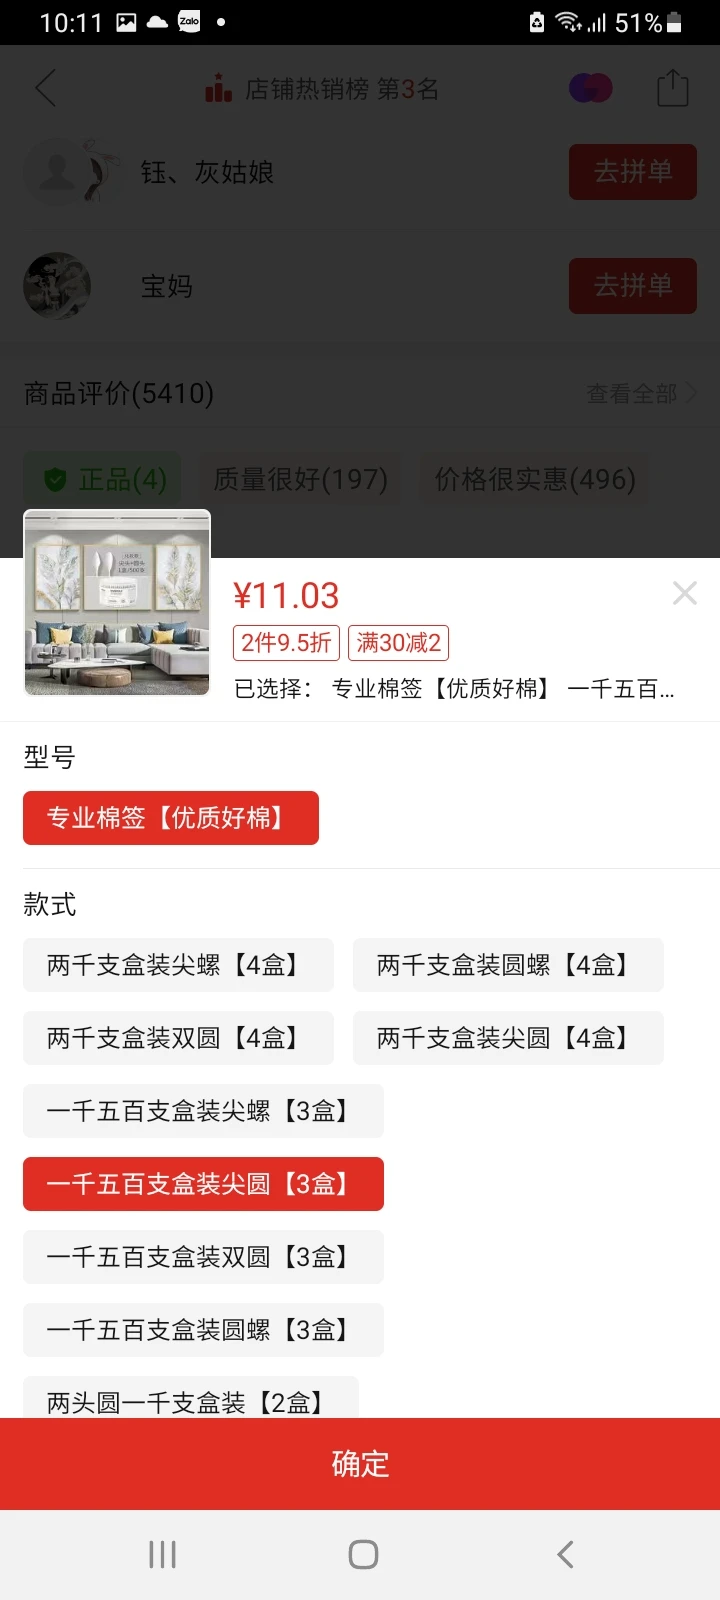 10:11 Zalo 51%
店铺热销榜 第3名
钰、灰姑娘 去拼单
宝妈 去拼单
商品评价(5410) 查看全部
正品(4) 质量很好(197) 价格很实惠(496)
¥11.03
2件9.5折 满30减2
已选择： 专业棉签【优质好棉】 一千五百...
型号
专业棉签【优质好棉】
款式
两千支盒装尖螺【4盒】 两千支盒装圆螺【4盒】
两千支盒装双圆【4盒】 两千支盒装尖圆【4盒】
一千五百支盒装尖螺【3盒】
一千五百支盒装尖圆【3盒】
一千五百支盒装双圆【3盒】
一千五百支盒装圆螺【3盒】
两头圆一千支盒装【2盒】
确定